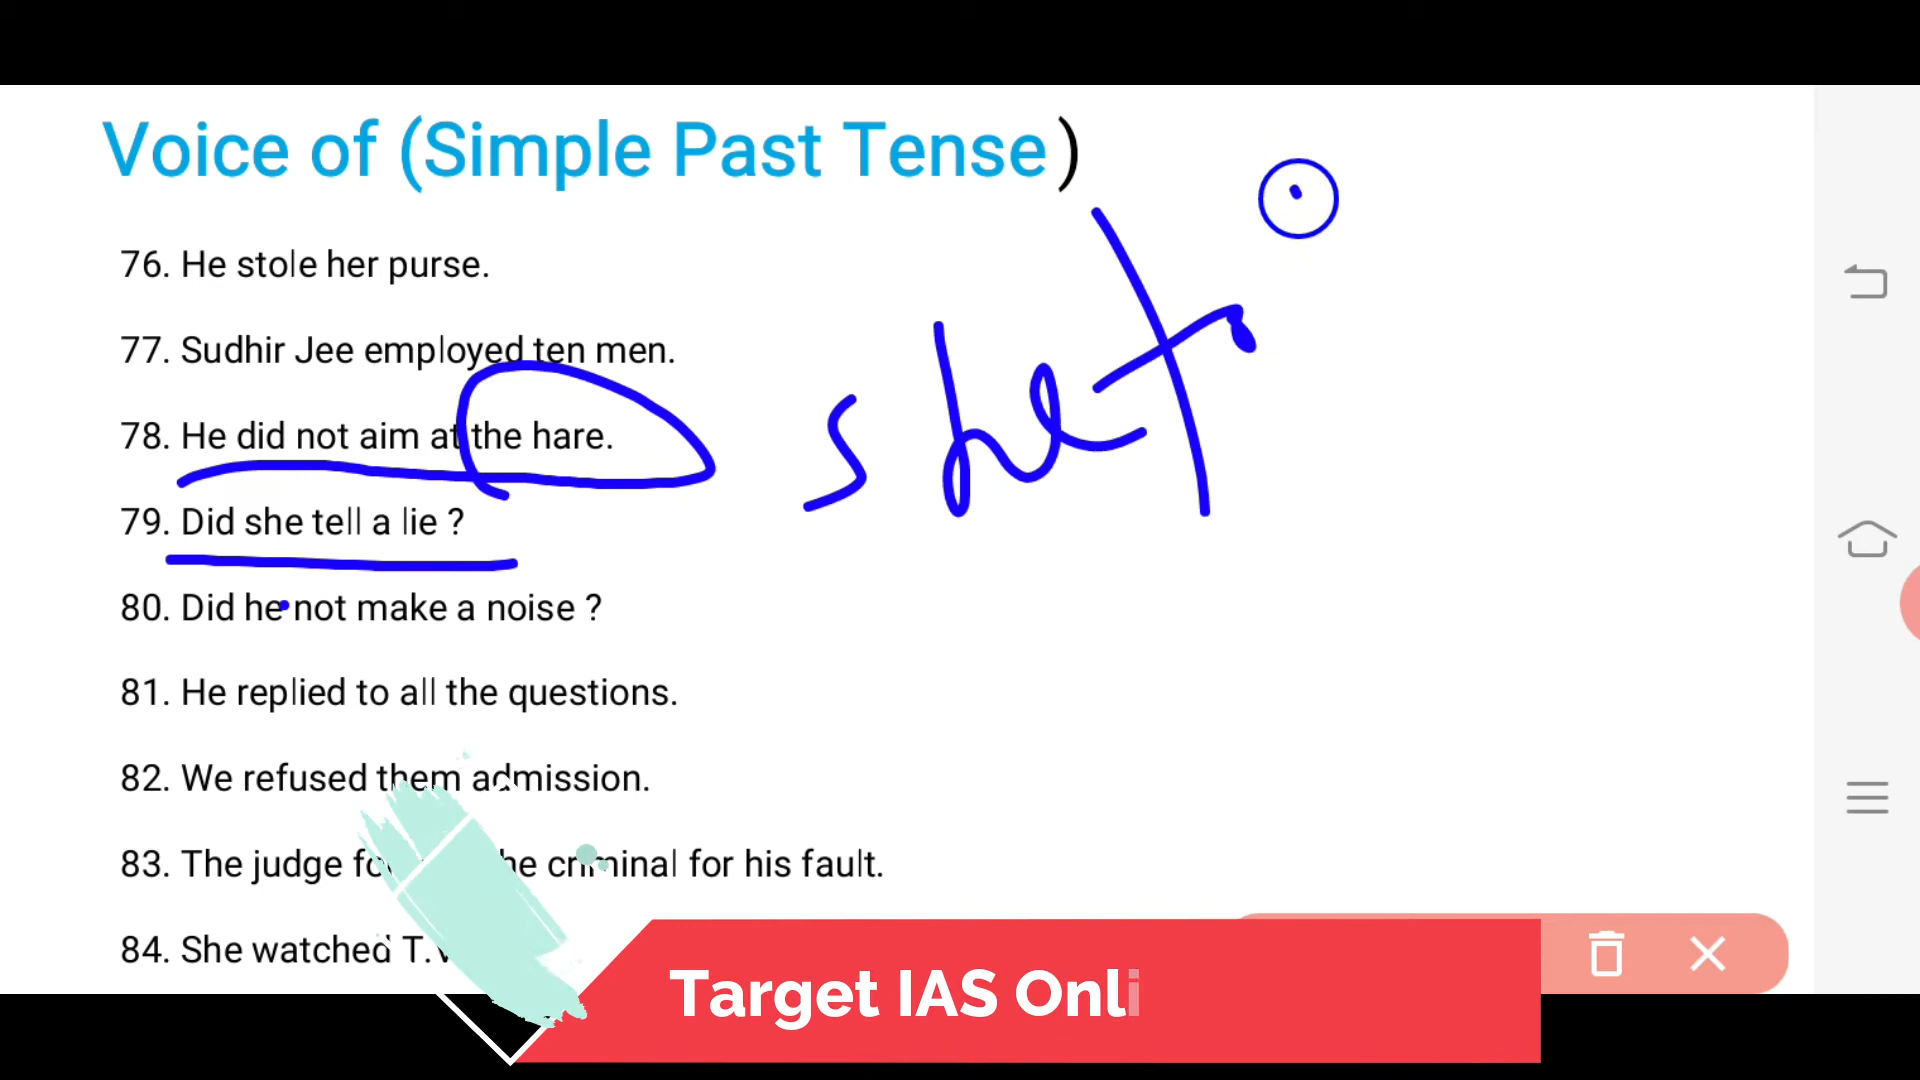 Voice of (Simple Past Tense)
76. He stole her purse.
77. Sudhir Jee employed ten men.
78. He did not aim at the hare.
79. Did she tell a lie ?
she
80. Did he not make a noise ?
81. He replied to all the questions.
82. We refused them admission.
83. The judge he criminal for his fault.
84. She watched T.V
Target IAS Onli